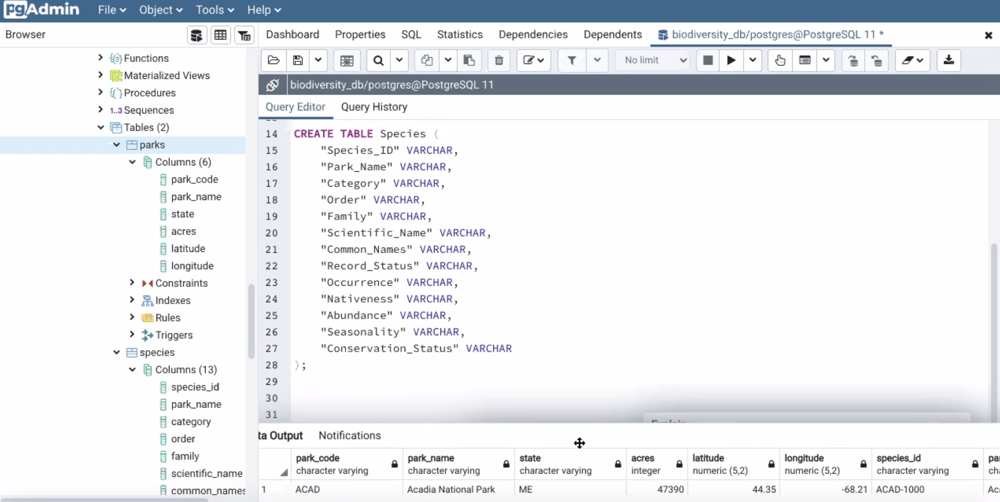 pgAdmin File Object Tools Help
Browser
Dashboard Properties SQL Statistics Dependencies Dependents biodiversity_db/postgres@PostgreSQL 11 *
Functions
Materialized Views
Procedures
1..3 Sequences
Tables (2)
parks
Columns (6)
park_code
park_name
state
acres
latitude
longitude
Constraints
Indexes
Rules
Triggers
species
Columns (13)
species_id
park_name
category
order
family
scientific_name
common_names
No limit
biodiversity_db/postgres@PostgreSQL 11
Query Editor Query History
14 CREATE TABLE Species (
15 "Species_ID" VARCHAR,
16 "Park_Name" VARCHAR,
17 "Category" VARCHAR,
18 "Order" VARCHAR,
19 "Family" VARCHAR,
20 "Scientific_Name" VARCHAR,
21 "Common_Names" VARCHAR,
22 "Record_Status" VARCHAR,
23 "Occurrence" VARCHAR,
24 "Nativeness" VARCHAR,
25 "Abundance" VARCHAR,
26 "Seasonality" VARCHAR,
27 "Conservation_Status" VARCHAR
28 );
29
30
31
ta Output Notifications
park_code park_name state acres latitude longitude species_id pa
character varying character varying character varying integer numeric (5,2) numeric (5,2) character varying ch
1 ACAD Acadia National Park ME 47390 44.35 -68.21 ACAD-1000 Ac